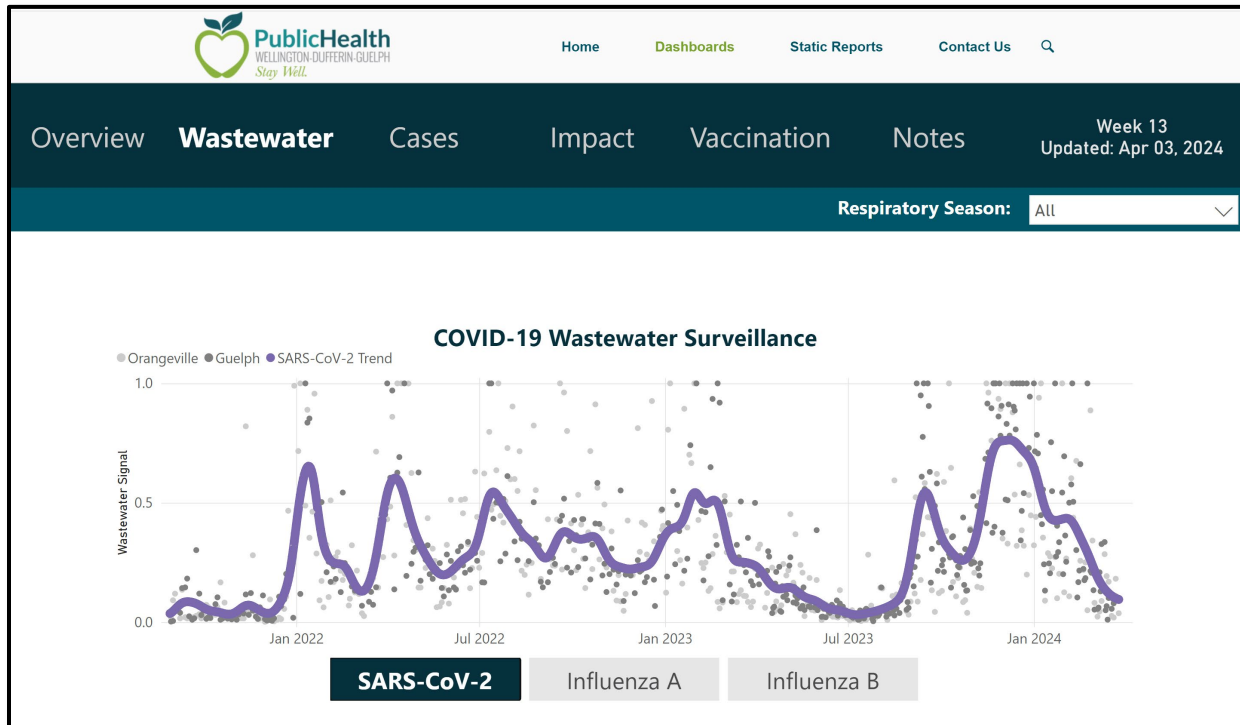 PublicHealth
WELLINGTON-DUFFERIN-GUELPH
Stay Well.
Home Dashboards Static Reports Contact Us
Overview Wastewater Cases Impact Vaccination Notes
Week 13
Updated: Apr 03, 2024
Respiratory Season: All
COVID-19 Wastewater Surveillance
Orangeville Guelph SARS-CoV-2 Trend
Wastewater Signal
1.0
0.5
0.0
Jan 2022 Jul 2022 Jan 2023 Jul 2023 Jan 2024
SARS-CoV-2 Influenza A Influenza B